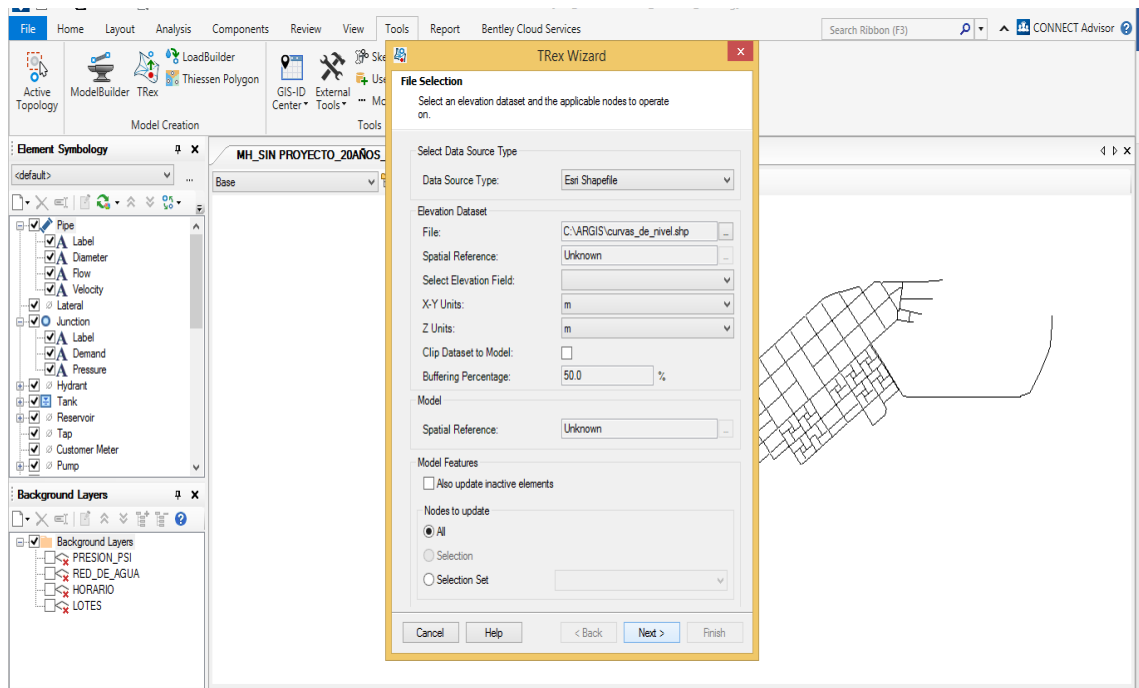 File Home Layout Analysis Components Review View Tools Report Bentley Cloud Services Search Ribbon (F3) CONNECT Advisor
Active Topology
ModelBuilder
TRex
LoadBuilder
Thiessen Polygon
Model Creation
GIS-ID Center
External Tools
Ske
Use
Mo
Tools
Element Symbology
<default>
Pipe
Label
Diameter
Flow
Velocity
Lateral
Junction
Label
Demand
Pressure
Hydrant
Tank
Reservoir
Tap
Customer Meter
Pump
Background Layers
Background Layers
PRESION_PSI
RED_DE_AGUA
HORARIO
LOTES
MH_SIN PROYECTO_20AÑOS_
Base
TRex Wizard
File Selection
Select an elevation dataset and the applicable nodes to operate
on.
Select Data Source Type
Data Source Type: Esri Shapefile
Elevation Dataset
File: C:\ARGIS\curvas_de_nivel.shp ...
Spatial Reference: Unknown ...
Select Elevation Field:
X-Y Units: m
Z Units: m
Clip Dataset to Model:
Buffering Percentage: 50.0 %
Model
Spatial Reference: Unknown ...
Model Features
Also update inactive elements
Nodes to update
All
Selection
Selection Set
Cancel Help < Back Next > Finish